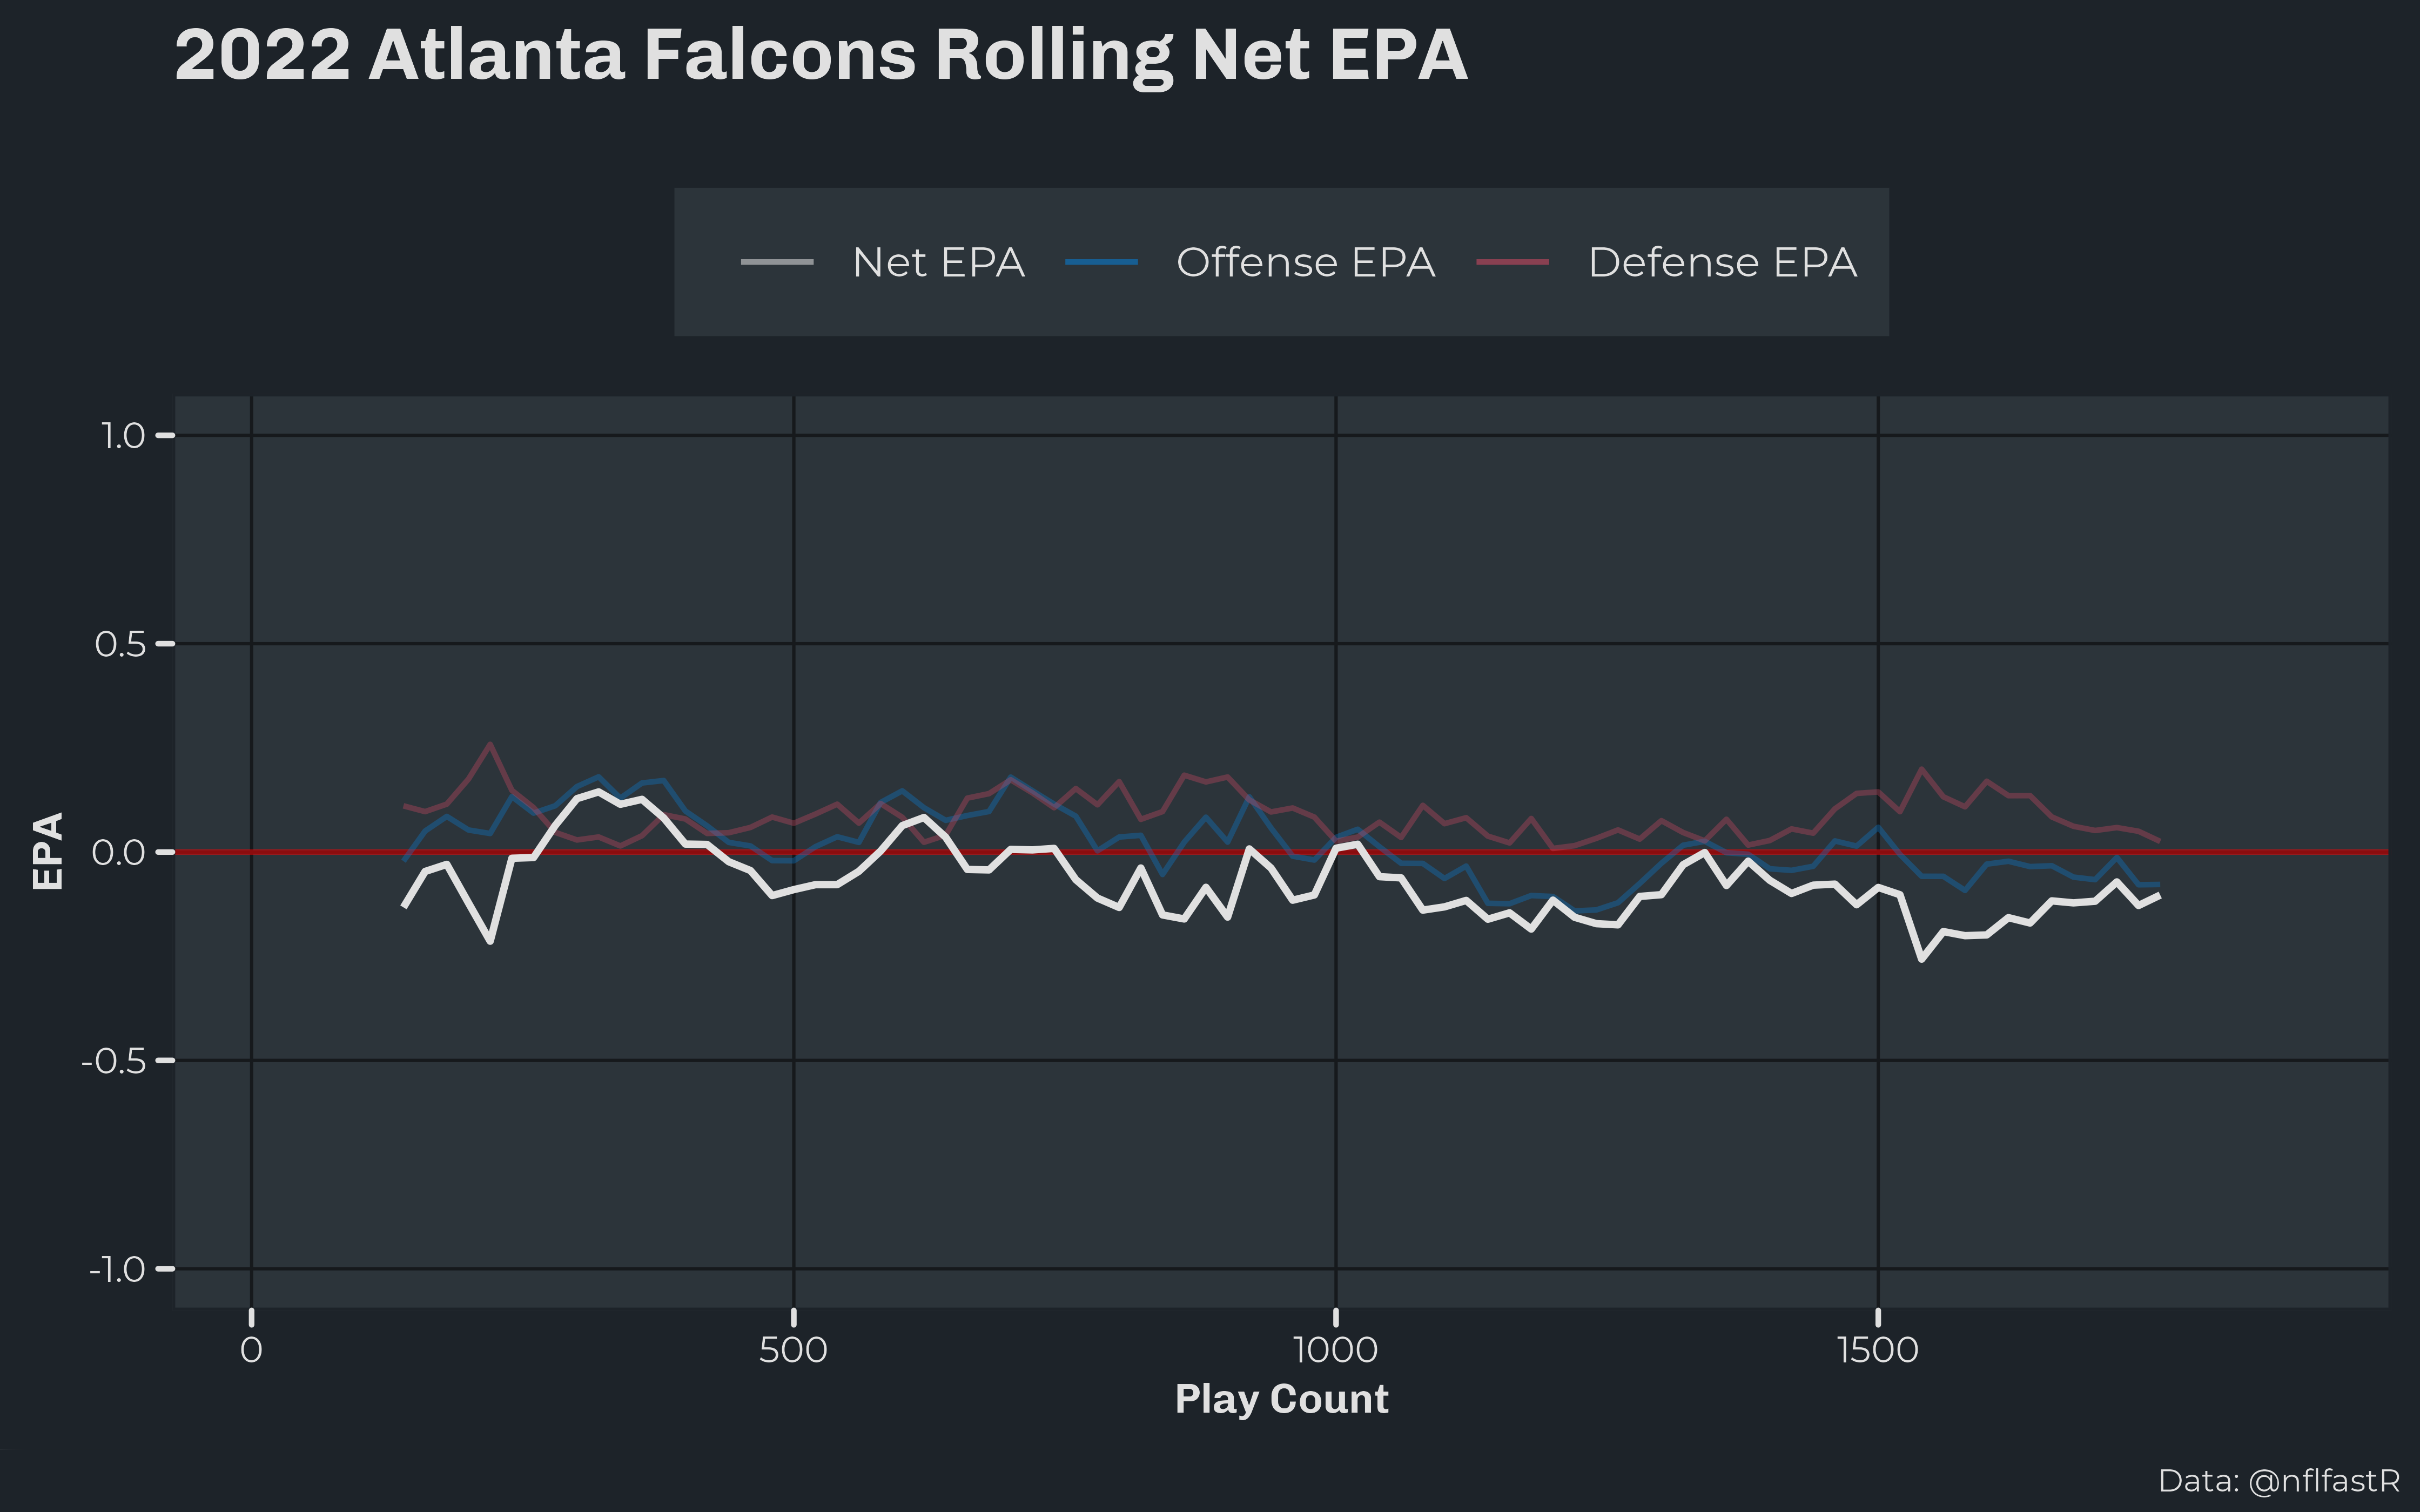 2022 Atlanta Falcons Rolling Net EPA
Net EPA Offense EPA Defense EPA
1.0
0.5
0.0
-0.5
-1.0
EPA
0 500 1000 1500
Play Count
Data: @nflfastR